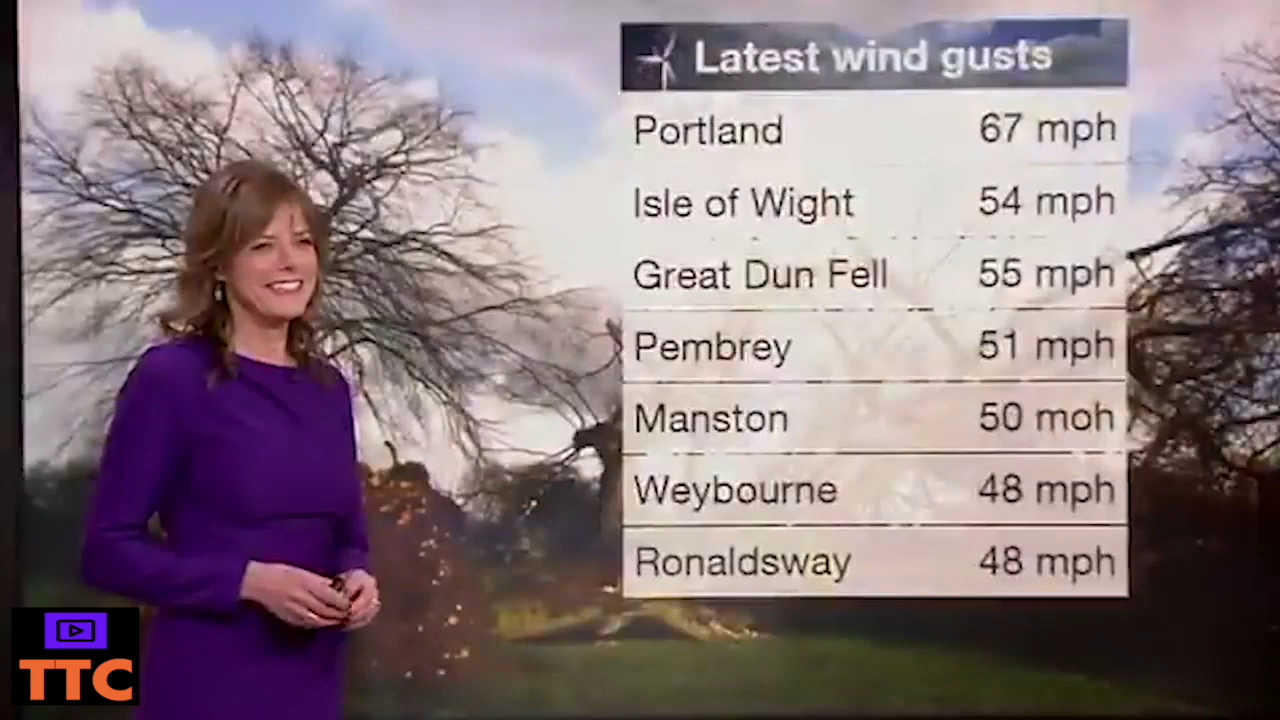 Latest wind gusts
Portland 67 mph
Isle of Wight 54 mph
Great Dun Fell 55 mph
Pembrey 51 mph
Manston 50 moh
Weybourne 48 mph
Ronaldsway 48 mph
TTC